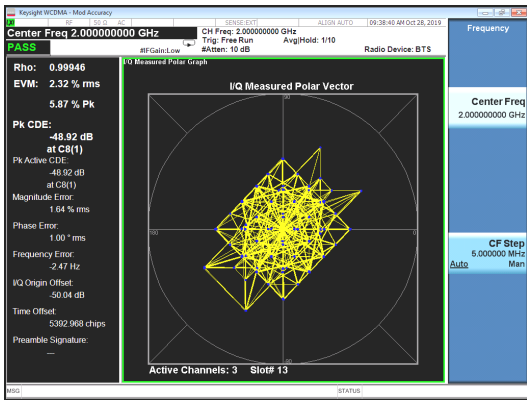 Keysight WCDMA - Mod Accuracy
RF 50 Ω AC SENSE:EXT ALIGN AUTO 09:38:40 AM Oct 28, 2019
Center Freq 2.000000000 GHz
CH Freq: 2.000000000 GHz
Trig: Free Run Avg|Hold: 1/10
PASS
#IFGain:Low #Atten: 10 dB Radio Device: BTS
Frequency
Rho: 0.99946
EVM: 2.32 % rms
5.87 % Pk
Pk CDE:
-48.92 dB
at C8(1)
Pk Active CDE:
-48.92 dB
at C8(1)
Magnitude Error:
1.64 % rms
Phase Error:
1.00 ° rms
Frequency Error:
-2.47 Hz
I/Q Origin Offset:
-50.04 dB
Time Offset:
5392.968 chips
Preamble Signature:
---
I/Q Measured Polar Graph
I/Q Measured Polar Vector
90
180
0
-90
Active Channels: 3 Slot# 13
Center Freq
2.000000000 GHz
CF Step
5.000000 MHz
Auto Man
MSG STATUS